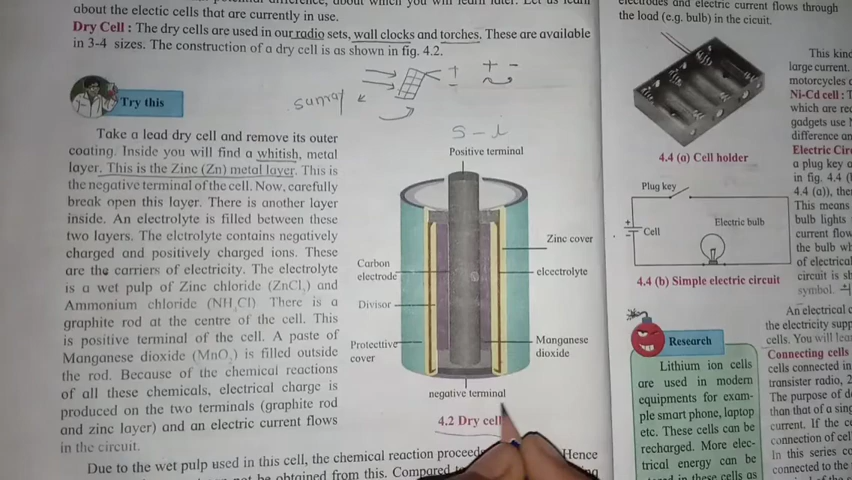 about the electic cells that are currently in use.
Dry Cell : The dry cells are used in our radio sets, wall clocks and torches. These are available
in 3-4 sizes. The construction of a dry cell is as shown in fig. 4.2.
Try this
Take a lead dry cell and remove its outer
coating. Inside you will find a whitish, metal
layer. This is the Zinc (Zn) metal layer. This is
the negative terminal of the cell. Now, carefully
break open this layer. There is another layer
inside. An electrolyte is filled between these
two layers. The elctrolyte contains negatively
charged and positively charged ions. These
are the carriers of electricity. The electrolyte
is a wet pulp of Zinc chloride (ZnCl₂) and
Ammonium chloride (NH₄Cl) There is a
graphite rod at the centre of the cell. This
is positive terminal of the cell. A paste of
Manganese dioxide (MnO₂) is filled outside
the rod. Because of the chemical reactions
of all these chemicals, electrical charge is
produced on the two terminals (graphite rod
and zinc layer) and an electric current flows
in the circuit.
Due to the wet pulp used in this cell, the chemical reaction proceeds Hence
be obtained from this. Compared
+ + -
-
s - i
Positive terminal
Zinc cover
Carbon
electrode
elcectrolyte
Divisor
Protective
cover
Manganese
dioxide
negative terminal
4.2 Dry cell
electrodes and electric current flows through
the load (e.g. bulb) in the cicuit.
4.4 (a) Cell holder
Plug key
Electric bulb
+
-
Cell
4.4 (b) Simple electric circuit
Research
Lithium ion cells
are used in modern
equipments for exam-
ple smart phone, laptop
etc. These cells can be
recharged. More elec-
trical energy can be
stored in these cells as
This kind
large current.
motorcycles
Ni-Cd cell :
which are
gadgets use
difference
Electric
a plug key
in fig. 4.4
4.4 (a)),
This means
bulb lights
current
the bulb
of electrical
circuit is
symbol.
An electrical
the electricity
cells. You will
Connecting cells
cells connected in
transistor radio, 2
The purpose of
than that of a
current. If the
connection of
In this series
connected to the